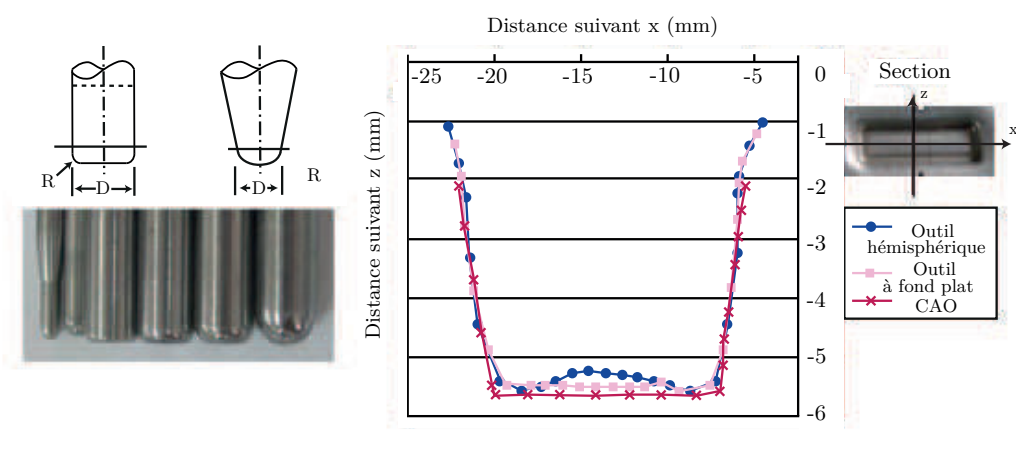 Distance suivant x (mm)
-25 -20 -15 -10 -5 0
-1
-2
-3
-4
-5
-6
Distance suivant z (mm)
R
D
D
R
Section
z
x
Outil
hémisphérique
Outil
à fond plat
CAO